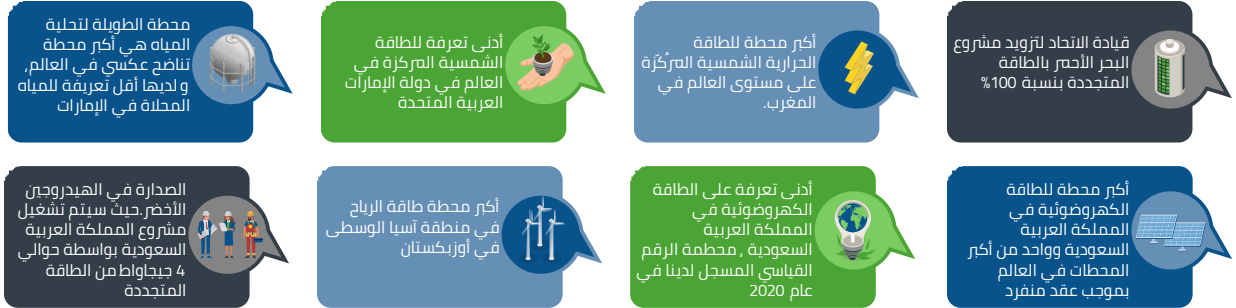 قيادة الاتحاد لتزويد مشروع
البحر الأحمر بالطاقة
المتجددة بنسبة 100%
أكبر محطة للطاقة
الحرارية الشمسية المركّزة
على مستوى العالم في
المغرب.
أدنى تعرفة للطاقة
الشمسية المركزة في
العالم في دولة الإمارات
العربية المتحدة
محطة الطويلة لتحلية
المياه هي أكبر محطة
تناضح عكسي في العالم,
و لديها أقل تعريفة للمياه
المحلاة في الإمارات
أكبر محطة للطاقة
الكهروضوئية في
المملكة العربية
السعودية وواحد من أكبر
المحطات في العالم
بموجب عقد منفرد
أدنى تعرفة على الطاقة
الكهروضوئية في
المملكة العربية
السعودية , محطمة الرقم
القياسي المسجل لدينا في
عام 2020
أكبر محطة طاقة الرياح
في منطقة آسيا الوسطى
في أوزبكستان
الصدارة في الهيدروجين
الأخضر.حيث سيتم تشغيل
مشروع المملكة العربية
السعودية بواسطة حوالي
4 جيجاواط من الطاقة
المتجددة